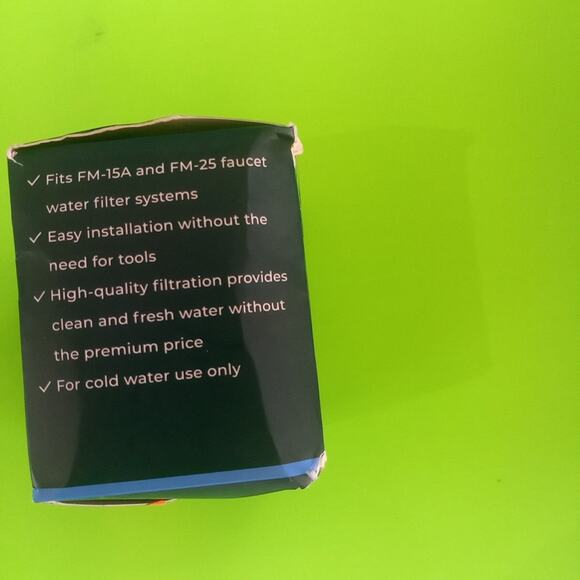 ✓ Fits FM-15A and FM-25 faucet
water filter systems
✓ Easy installation without the
need for tools
✓ High-quality filtration provides
clean and fresh water without
the premium price
✓ For cold water use only